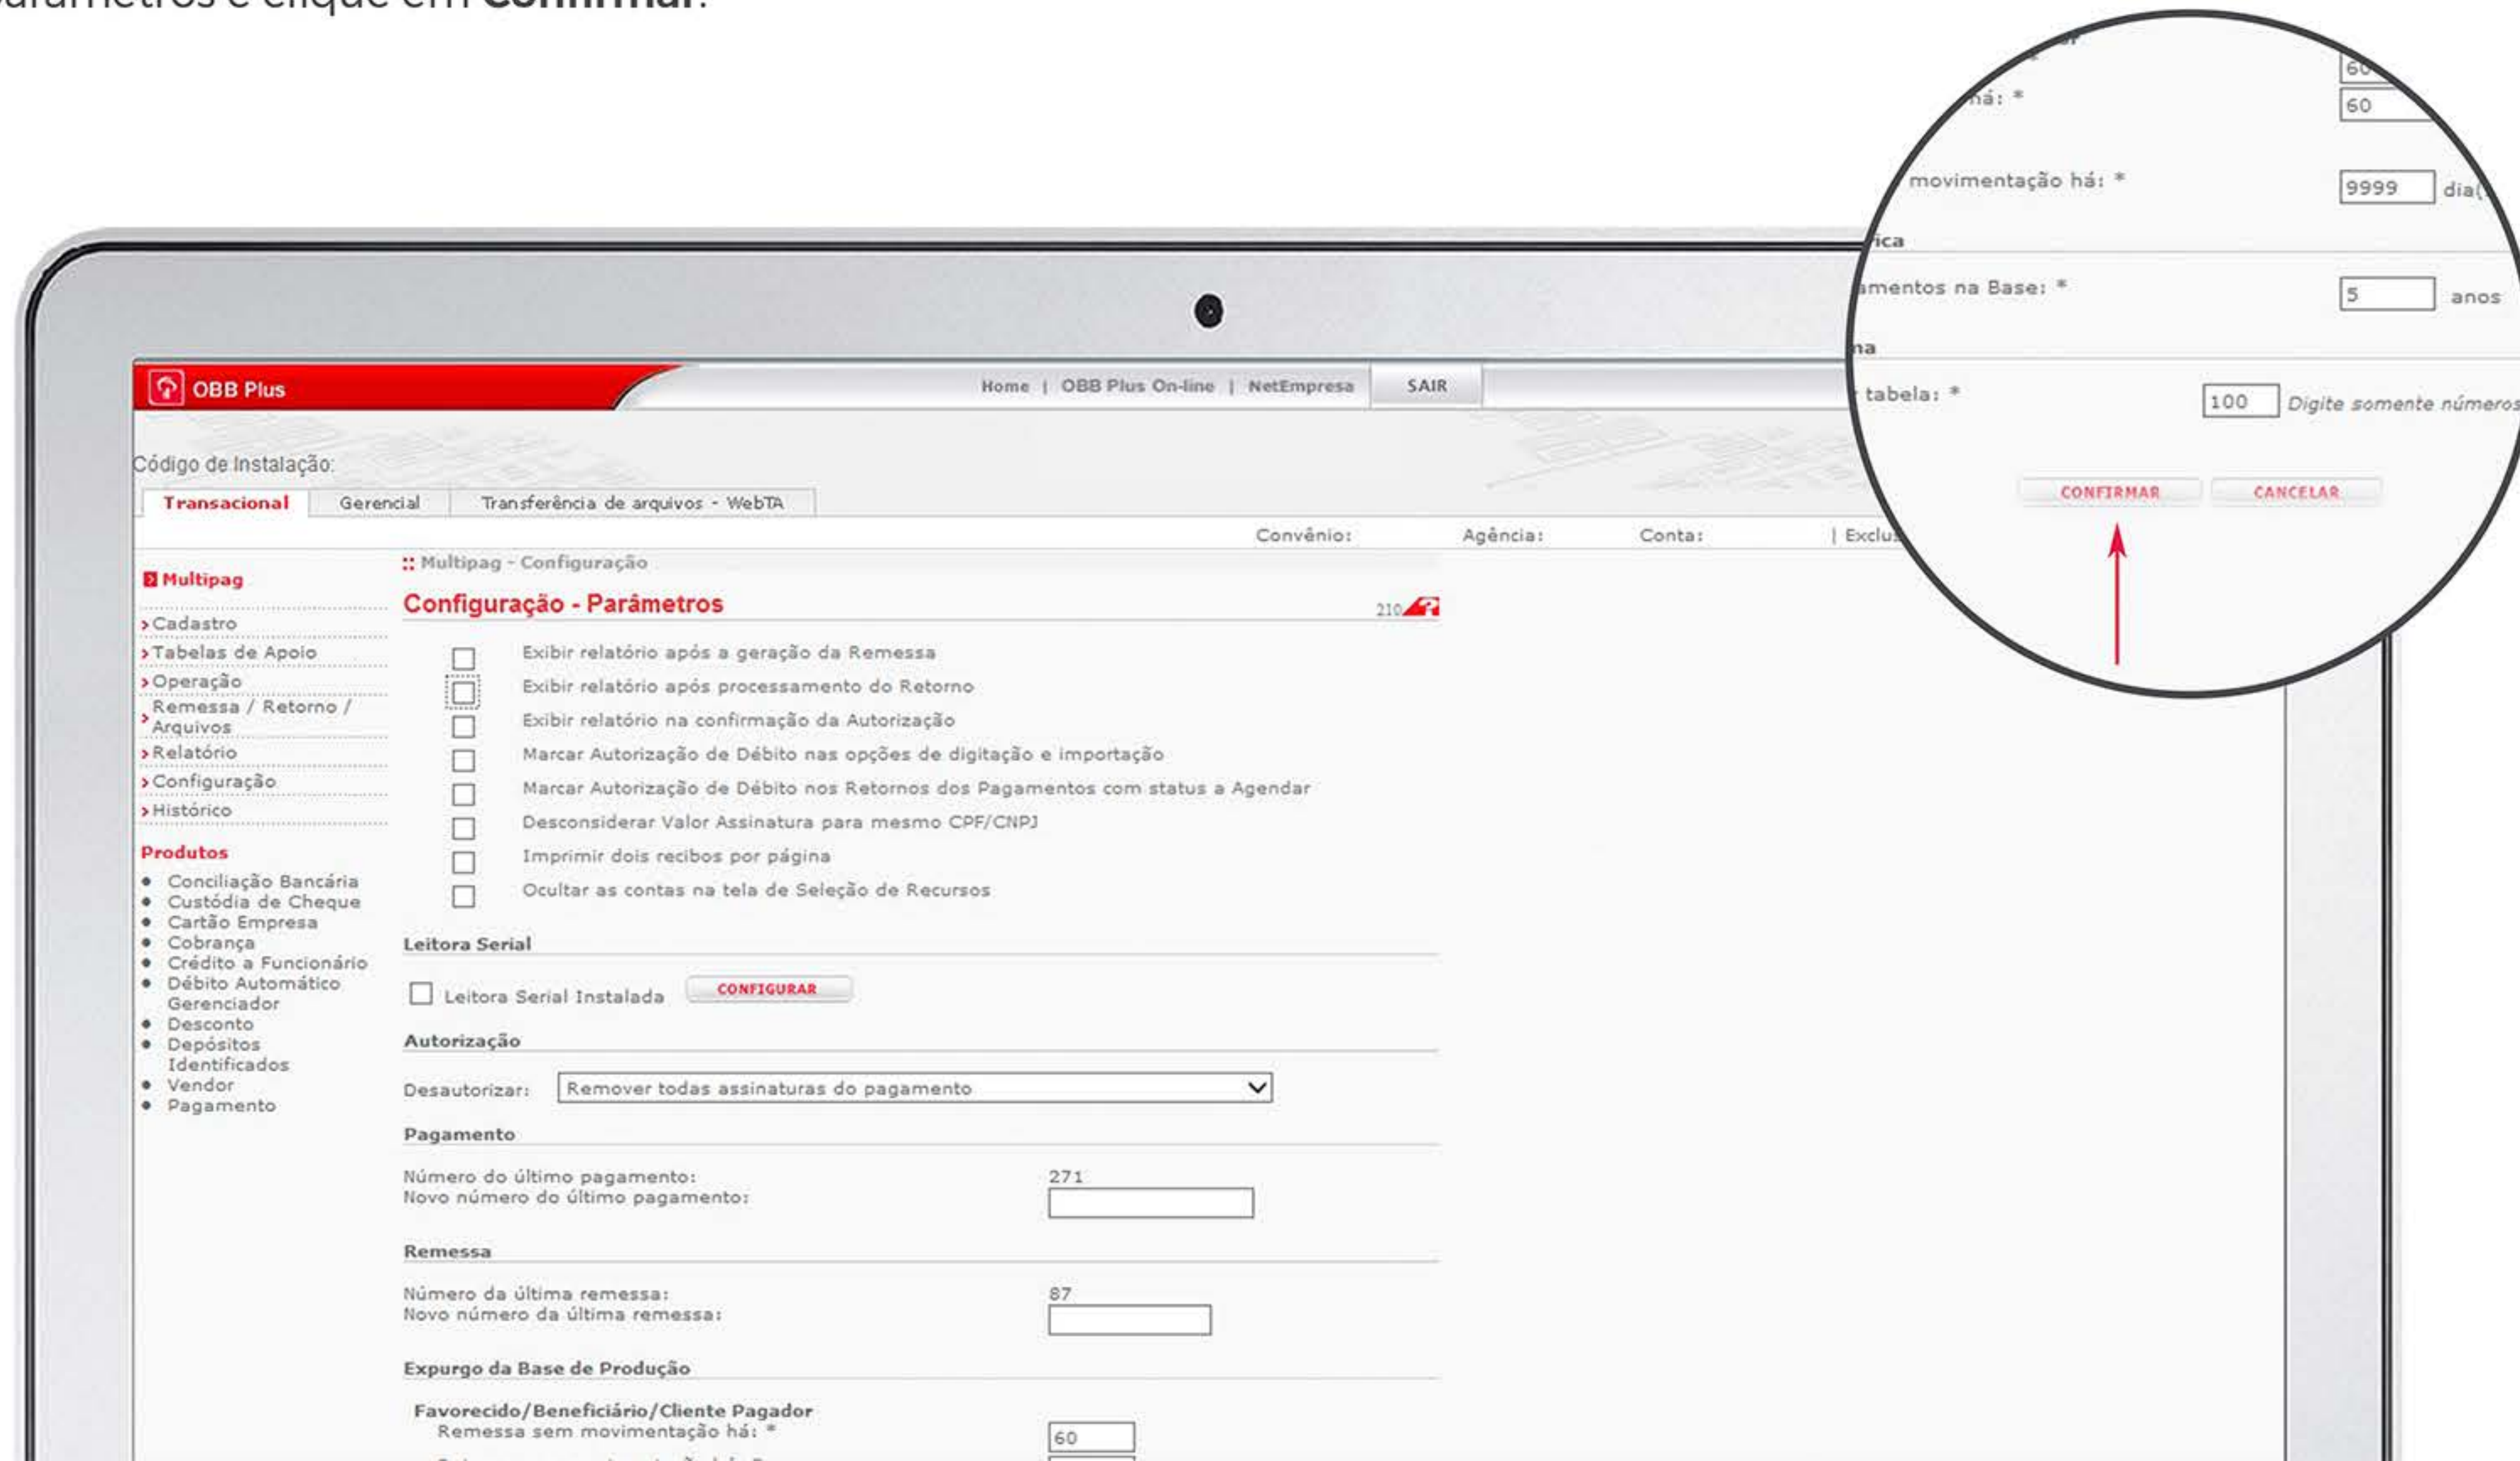 parâmetros e clique em Confirmar.
60
há: *
60
movimentação há: *
9999
dia(
amentos na Base: *
5
anos
tabela: *
100
Digite somente números
CONFIRMAR
CANCELAR
OBB Plus
Home | OBB Plus On-line | NetEmpresa
SAIR
Código de Instalação:
Transacional
Gerencial
Transferência de arquivos - WebTA
Convênio:
Agência:
Conta:
| Exclus
Multipag
Cadastro
Tabelas de Apoio
Operação
Remessa / Retorno /
Arquivos
Relatório
Configuração
Histórico
Produtos
Conciliação Bancária
Custódia de Cheque
Cartão Empresa
Cobrança
Crédito a Funcionário
Débito Automático
Gerenciador
Desconto
Depósitos
Identificados
Vendor
Pagamento
:: Multipag - Configuração
Configuração - Parâmetros
210
Exibir relatório após a geração da Remessa
Exibir relatório após processamento do Retorno
Exibir relatório na confirmação da Autorização
Marcar Autorização de Débito nas opções de digitação e importação
Marcar Autorização de Débito nos Retornos dos Pagamentos com status a Agendar
Desconsiderar Valor Assinatura para mesmo CPF/CNPJ
Imprimir dois recibos por página
Ocultar as contas na tela de Seleção de Recursos
Leitora Serial
Leitora Serial Instalada
CONFIGURAR
Autorização
Desautorizar:
Remover todas assinaturas do pagamento
Pagamento
Número do último pagamento:
271
Novo número do último pagamento:
Remessa
Número da última remessa:
87
Novo número da última remessa:
Expurgo da Base de Produção
Favorecido/Beneficiário/Cliente Pagador
Remessa sem movimentação há: *
60